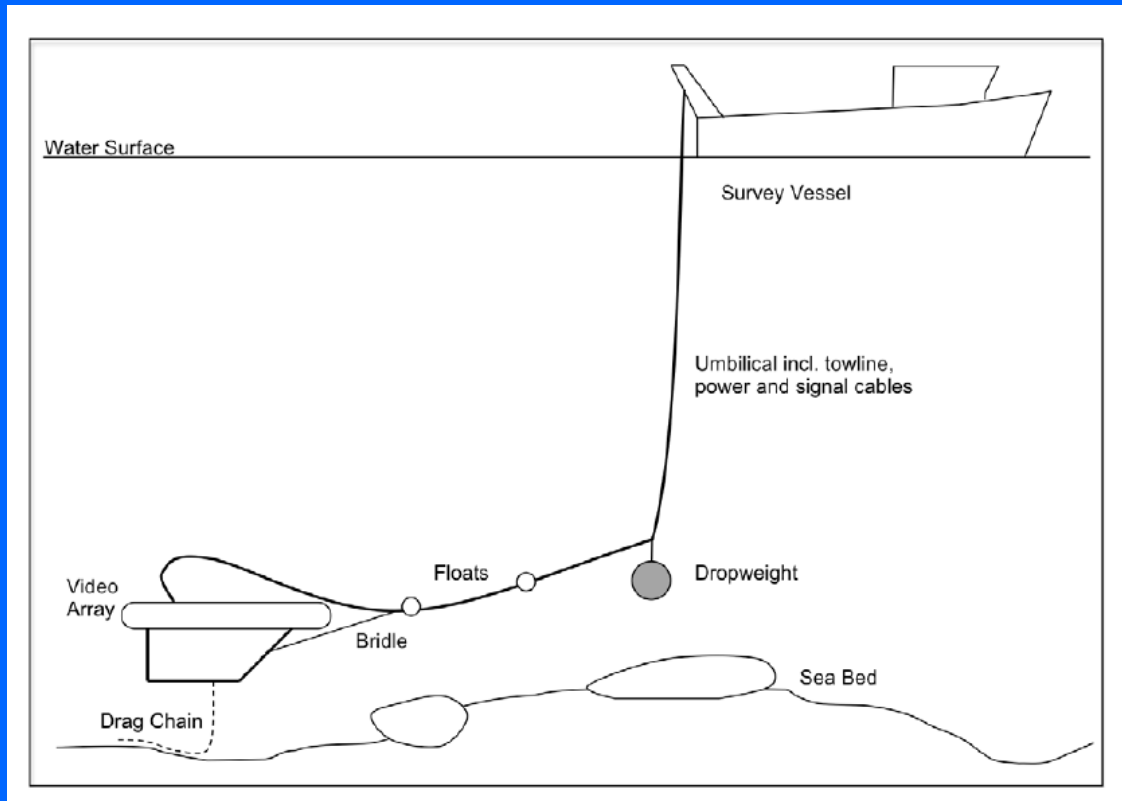 Water Surface
Survey Vessel
Umbilical incl. towline,
power and signal cables
Floats
Dropweight
Video
Array
Bridle
Sea Bed
Drag Chain